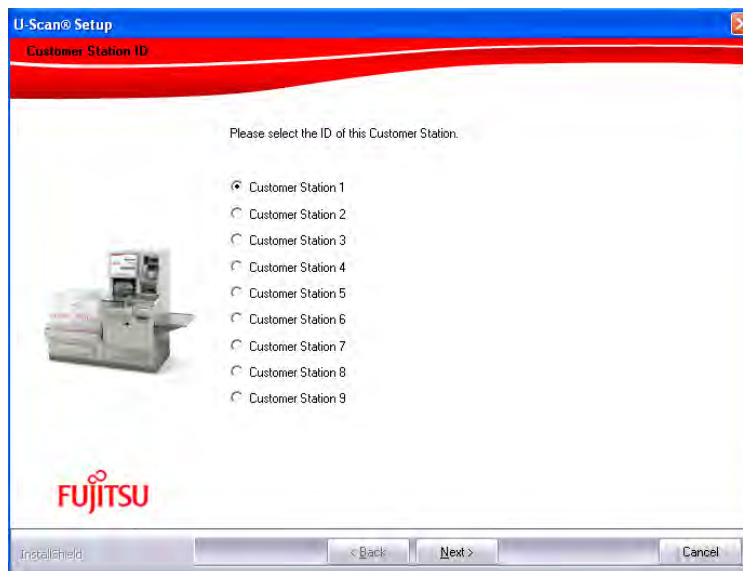 U-Scan® Setup
Customer Station ID
Please select the ID of this Customer Station.
Customer Station 1
Customer Station 2
Customer Station 3
Customer Station 4
Customer Station 5
Customer Station 6
Customer Station 7
Customer Station 8
Customer Station 9
FUJITSU
InstallShield
< Back
Next >
Cancel